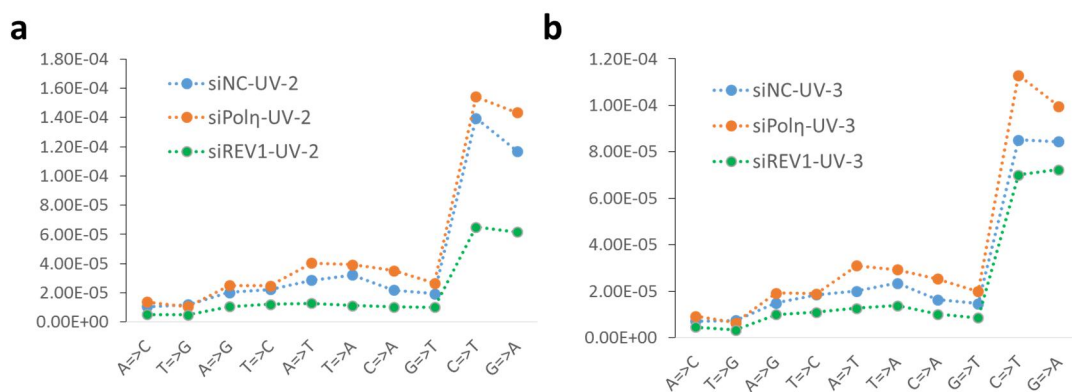 a
1.80E-04
1.60E-04
1.40E-04
1.20E-04
1.00E-04
8.00E-05
6.00E-05
4.00E-05
2.00E-05
0.00E+00
siNC-UV-2
siPolη-UV-2
siREV1-UV-2
A=>C
T=>G
A=>G
T=>C
A=>T
T=>A
C=>A
G=>T
C=>T
G=>A
b
1.20E-04
1.00E-04
8.00E-05
6.00E-05
4.00E-05
2.00E-05
0.00E+00
siNC-UV-3
siPolη-UV-3
siREV1-UV-3
A=>C
T=>G
A=>G
T=>C
A=>T
T=>A
C=>A
G=>T
C=>T
G=>A